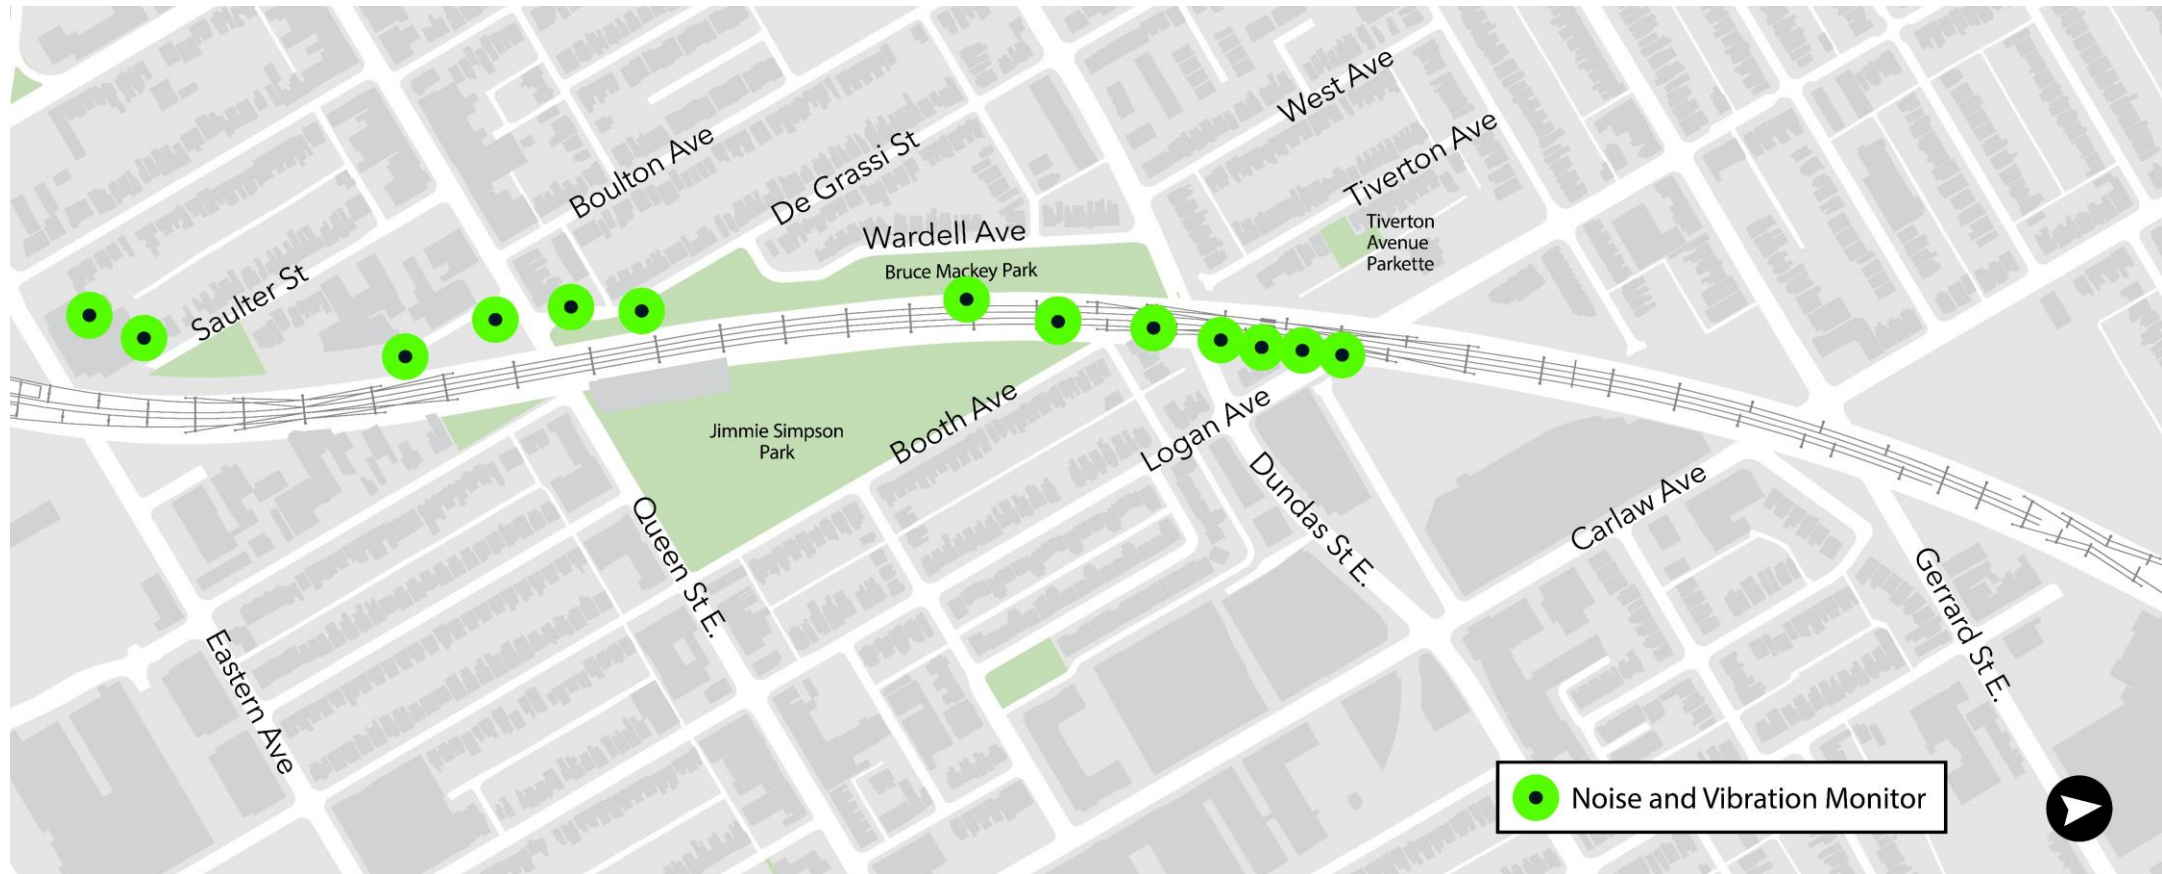 West Ave
Tiverton Ave
Boulton Ave
De Grassi St
Tiverton
Avenue
Parkette
Wardell Ave
Bruce Mackey Park
Saulter St
Jimmie Simpson
Park
Booth Ave
Logan Ave
Dundas St E.
Carlaw Ave
Queen St E.
Gerrard St E.
Eastern Ave
Noise and Vibration Monitor